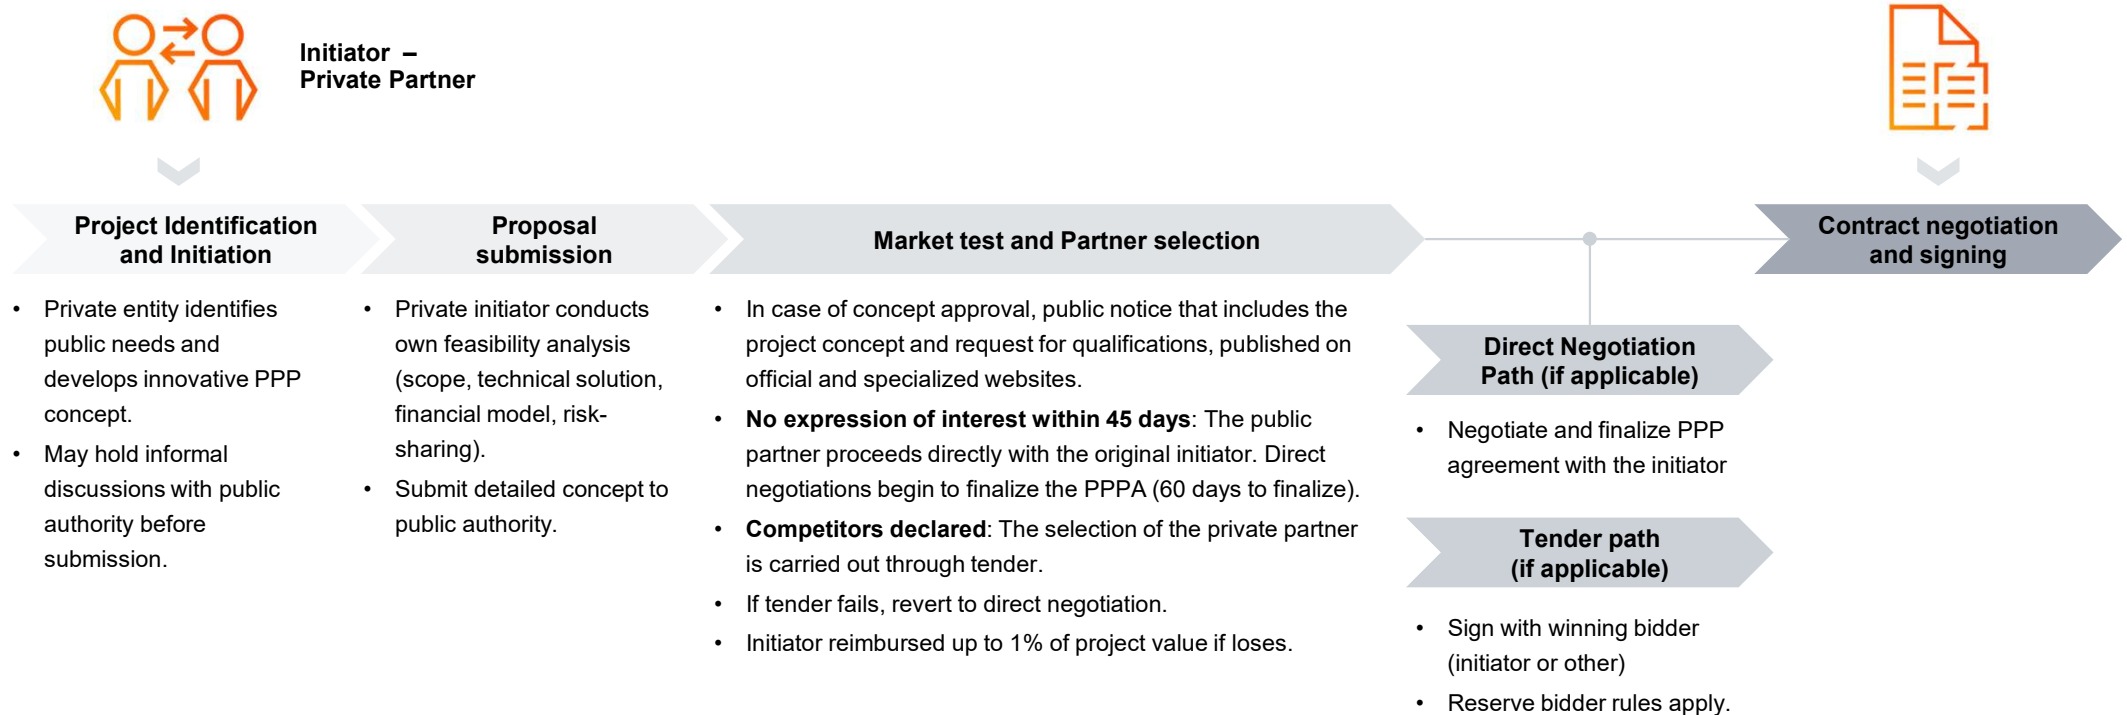 Initiator –
Private Partner
Project Identification
and Initiation
Proposal
submission
Market test and Partner selection
Contract negotiation
and signing
• Private entity identifies
public needs and
develops innovative PPP
concept.
• May hold informal
discussions with public
authority before
submission.
• Private initiator conducts
own feasibility analysis
(scope, technical solution,
financial model, risk-
sharing).
• Submit detailed concept to
public authority.
• In case of concept approval, public notice that includes the
project concept and request for qualifications, published on
official and specialized websites.
• No expression of interest within 45 days: The public
partner proceeds directly with the original initiator. Direct
negotiations begin to finalize the PPPA (60 days to finalize).
• Competitors declared: The selection of the private partner
is carried out through tender.
• If tender fails, revert to direct negotiation.
• Initiator reimbursed up to 1% of project value if loses.
Direct Negotiation
Path (if applicable)
• Negotiate and finalize PPP
agreement with the initiator
Tender path
(if applicable)
• Sign with winning bidder
(initiator or other)
• Reserve bidder rules apply.